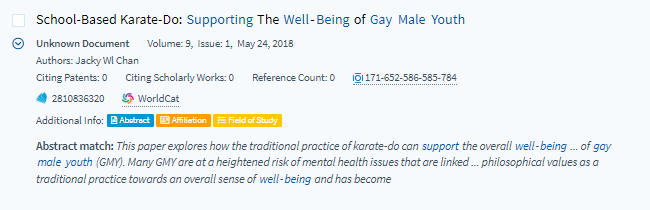 School-Based Karate-Do: Supporting The Well-Being of Gay Male Youth
Unknown Document Volume: 9, Issue: 1, May 24, 2018
Authors: Jacky Wl Chan
Citing Patents: 0 Citing Scholarly Works: 0 Reference Count: 0 171-652-586-585-784
2810836320 WorldCat
Additional Info: Abstract Affiliation Field of Study
Abstract match: This paper explores how the traditional practice of karate-do can support the overall well-being ... of gay
male youth (GMY). Many GMY are at a heightened risk of mental health issues that are linked ... philosophical values as a
traditional practice towards an overall sense of well-being and has become